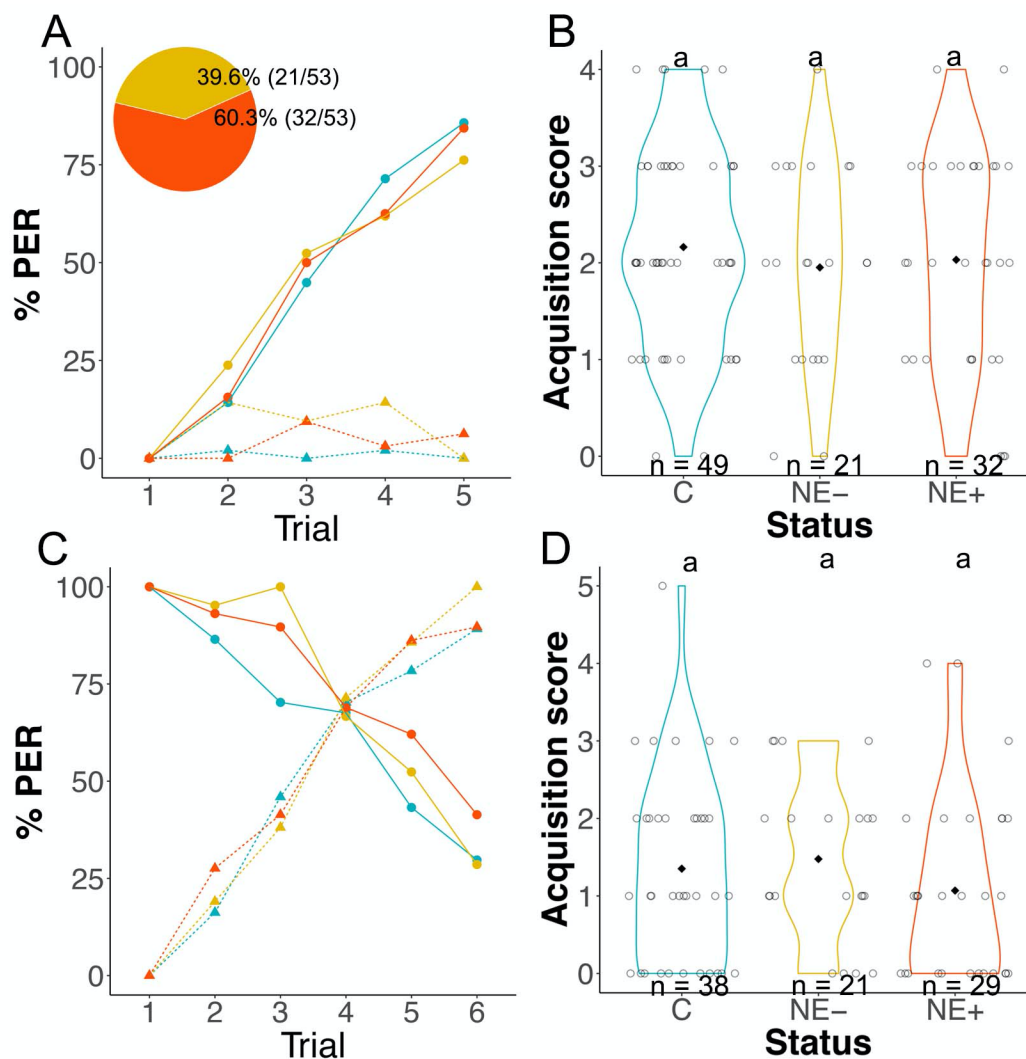 A
39.6% (21/53)
60.3% (32/53)
% PER
100
75
50
25
0
1 2 3 4 5
Trial
B
a a a
Acquisition score
4
3
2
1
0
n = 49 n = 21 n = 32
C NE− NE+
Status
C
% PER
100
75
50
25
0
1 2 3 4 5 6
Trial
D
a a a
Acquisition score
5
4
3
2
1
0
n = 38 n = 21 n = 29
C NE− NE+
Status